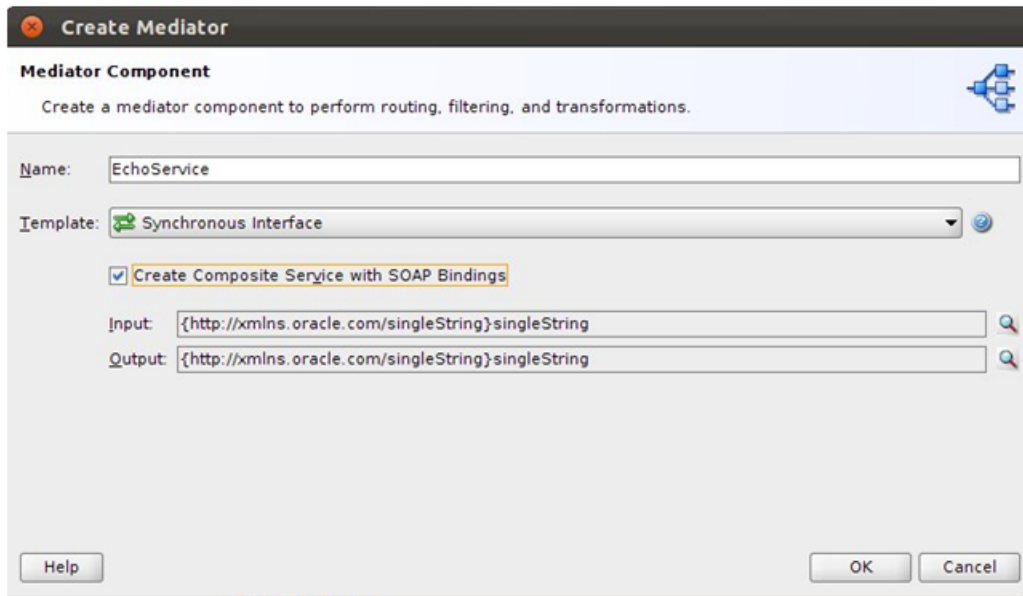 Create Mediator
Mediator Component
Create a mediator component to perform routing, filtering, and transformations.
Name: EchoService
Template: Synchronous Interface
Create Composite Service with SOAP Bindings
Input: {http://xmlns.oracle.com/singleString}singleString
Output: {http://xmlns.oracle.com/singleString}singleString
Help OK Cancel